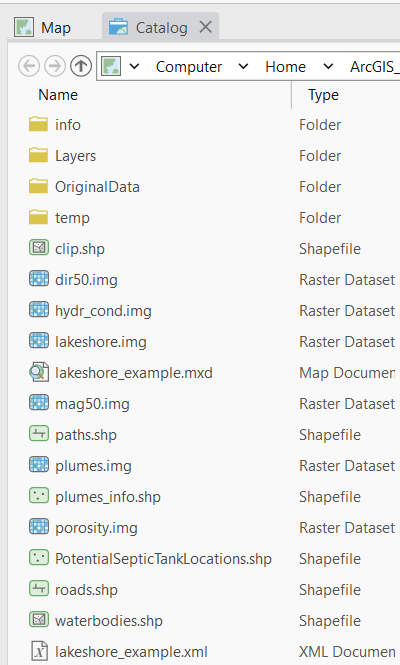 Map Catalog
Computer Home ArcGIS_
Name Type
info Folder
Layers Folder
OriginalData Folder
temp Folder
clip.shp Shapefile
dir50.img Raster Dataset
hydr_cond.img Raster Dataset
lakeshore.img Raster Dataset
lakeshore_example.mxd Map Documen
mag50.img Raster Dataset
paths.shp Shapefile
plumes.img Raster Dataset
plumes_info.shp Shapefile
porosity.img Raster Dataset
PotentialSepticTankLocations.shp Shapefile
roads.shp Shapefile
waterbodies.shp Shapefile
lakeshore_example.xml XML Documen